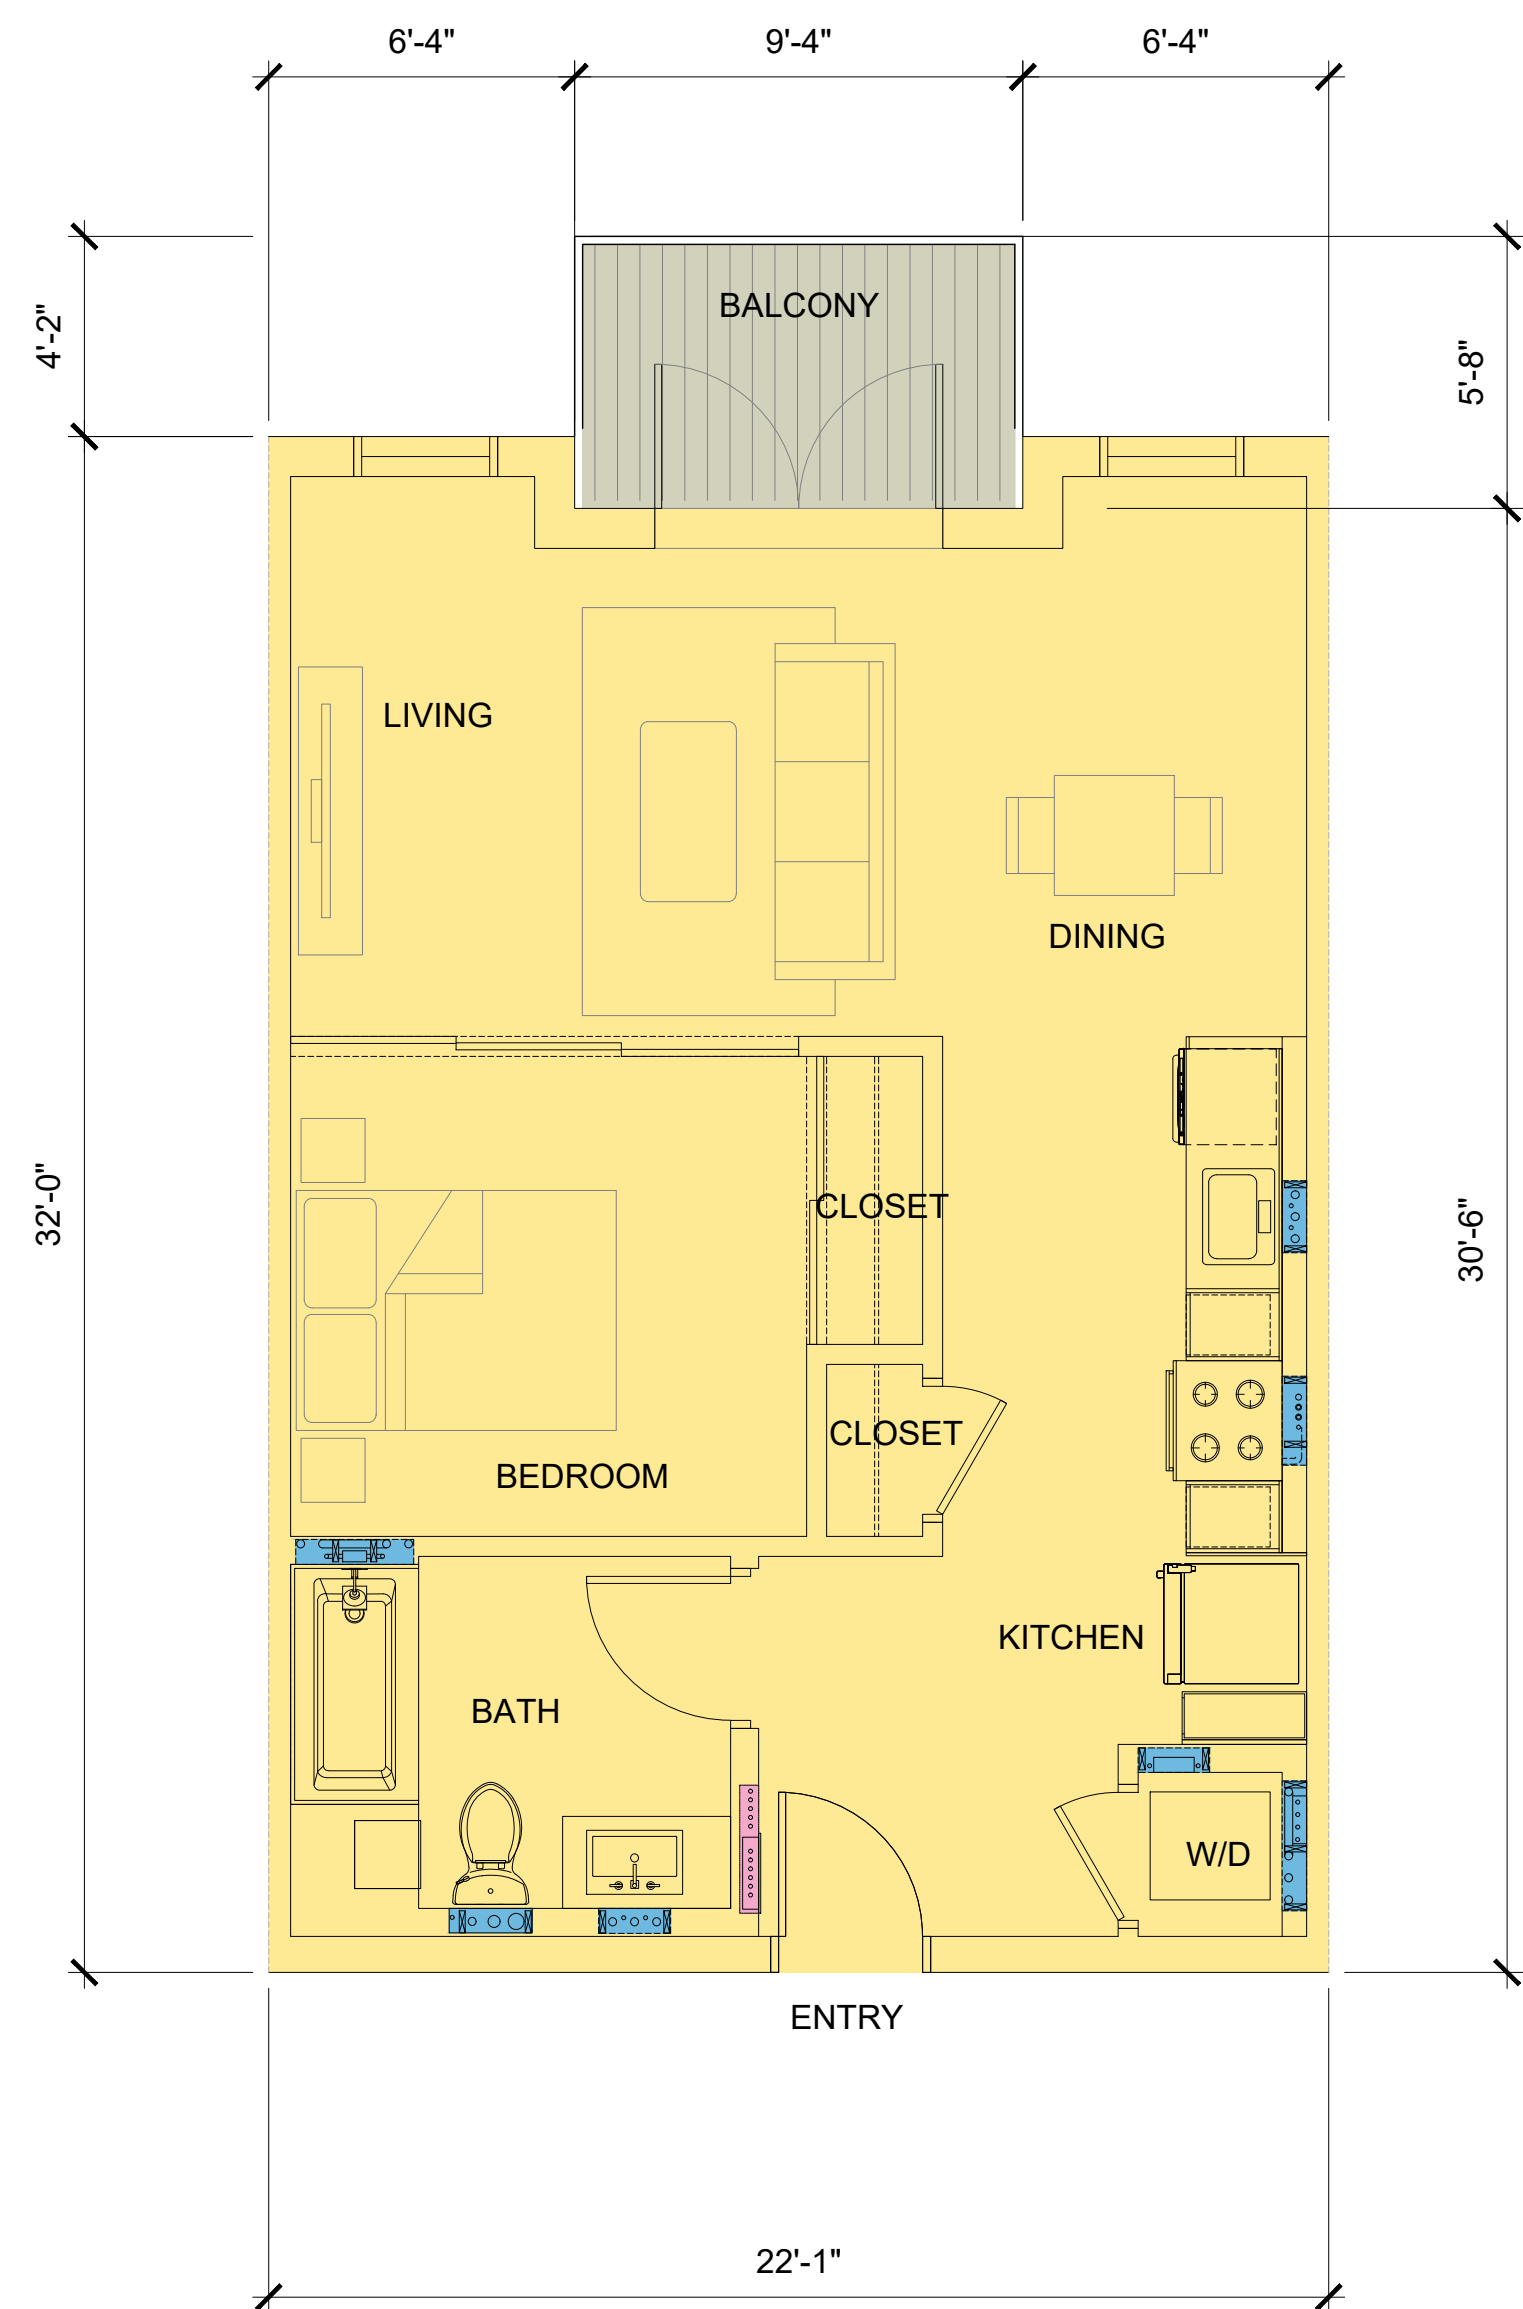 6'-4" 9'-4" 6'-4"
BALCONY
4'-2"
5'-8"
LIVING
DINING
CLOSET
32'-0"
30'-6"
CLOSET
BEDROOM
KITCHEN
BATH
W/D
ENTRY
22'-1"